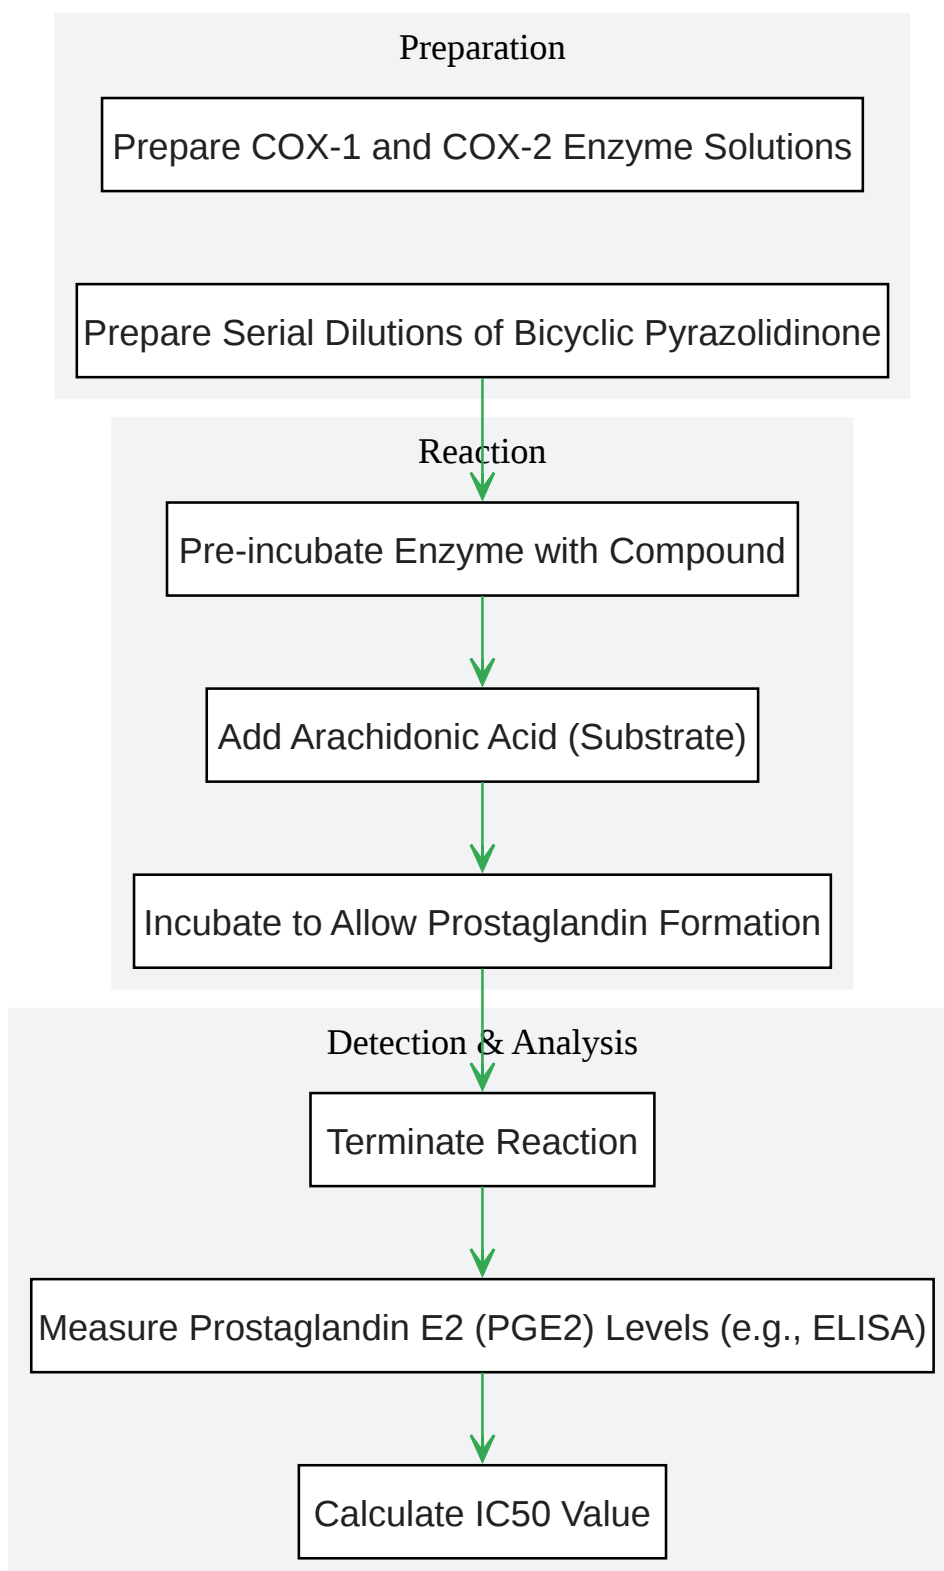 Preparation
Prepare COX-1 and COX-2 Enzyme Solutions
Prepare Serial Dilutions of Bicyclic Pyrazolidinone
Reaction
Pre-incubate Enzyme with Compound
Add Arachidonic Acid (Substrate)
Incubate to Allow Prostaglandin Formation
Detection & Analysis
Terminate Reaction
Measure Prostaglandin E2 (PGE2) Levels (e.g., ELISA)
Calculate IC50 Value